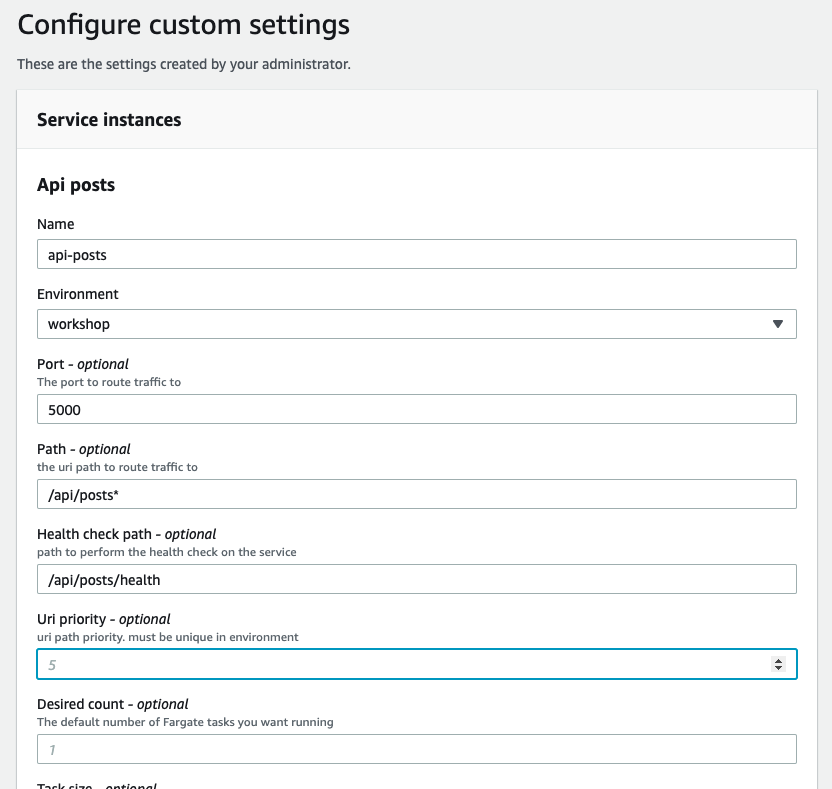 Configure custom settings
These are the settings created by your administrator.
Service instances
Api posts
Name
api-posts
Environment
workshop
Port - optional
The port to route traffic to
5000
Path - optional
the uri path to route traffic to
/api/posts*
Health check path - optional
path to perform the health check on the service
/api/posts/health
Uri priority - optional
uri path priority. must be unique in environment
5
Desired count - optional
The default number of Fargate tasks you want running
1
Task size - optional